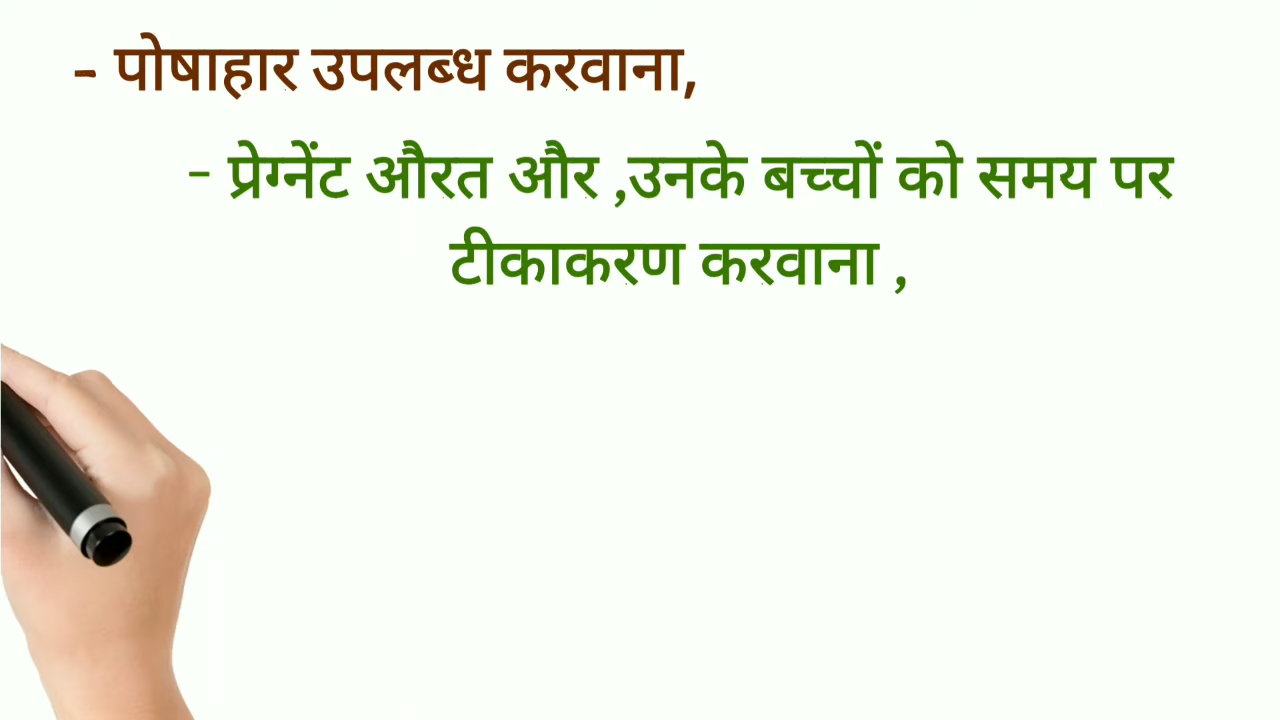 - पोषाहार उपलब्ध करवाना,
- प्रेग्नेंट औरत और ,उनके बच्चों को समय पर
टीकाकरण करवाना ,